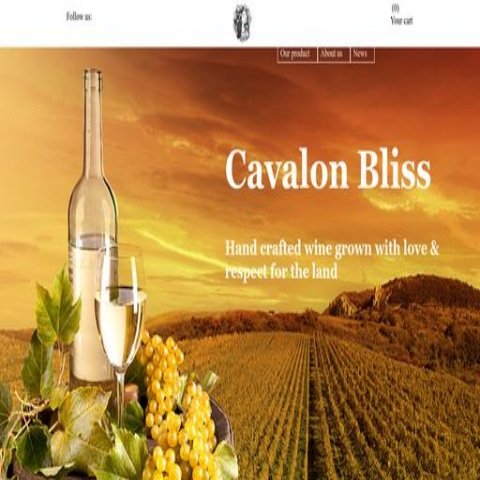 Follow us:
(0)
Your cart
Our product
About us
News
Cavalon Bliss
Hand crafted wine grown with love &
respect for the land